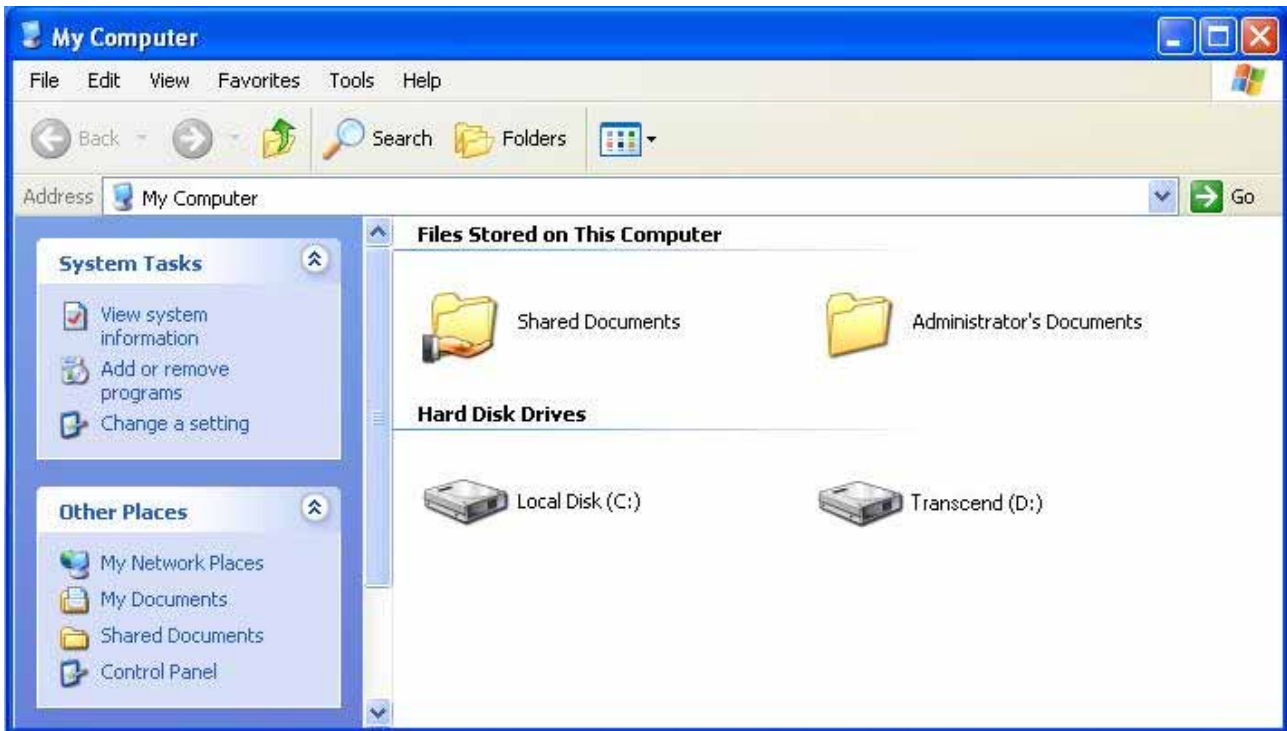 My Computer
File Edit View Favorites Tools Help
Back Search Folders
Address My Computer Go
System Tasks
View system
information
Add or remove
programs
Change a setting
Other Places
My Network Places
My Documents
Shared Documents
Control Panel
Files Stored on This Computer
Shared Documents Administrator's Documents
Hard Disk Drives
Local Disk (C:) Transcend (D:)